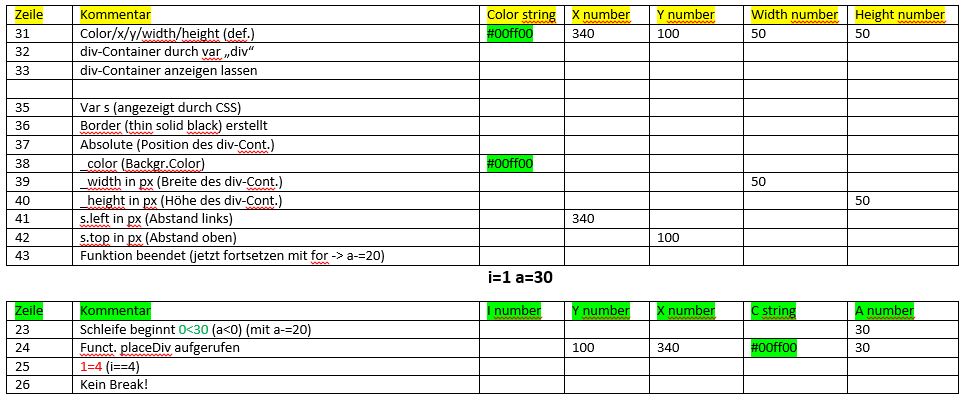 Zeile Kommentar Color string X number Y number Width number Height number
31 Color/x/y/width/height (def.) #00ff00 340 100 50 50
32 div-Container durch var „div“
33 div-Container anzeigen lassen
35 Var s (angezeigt durch CSS)
36 Border (thin solid black) erstellt
37 Absolute (Position des div-Cont.)
38 _color (Backgr.Color) #00ff00
39 _width in px (Breite des div-Cont.) 50
40 _height in px (Höhe des div-Cont.) 50
41 s.left in px (Abstand links) 340
42 s.top in px (Abstand oben) 100
43 Funktion beendet (jetzt fortsetzen mit for -> a-=20)
i=1 a=30
Zeile Kommentar I number Y number X number C string A number
23 Schleife beginnt 0<30 (a<0) (mit a-=20) 30
24 Funct. placeDiv aufgerufen 100 340 #00ff00 30
25 1=4 (i==4)
26 Kein Break!